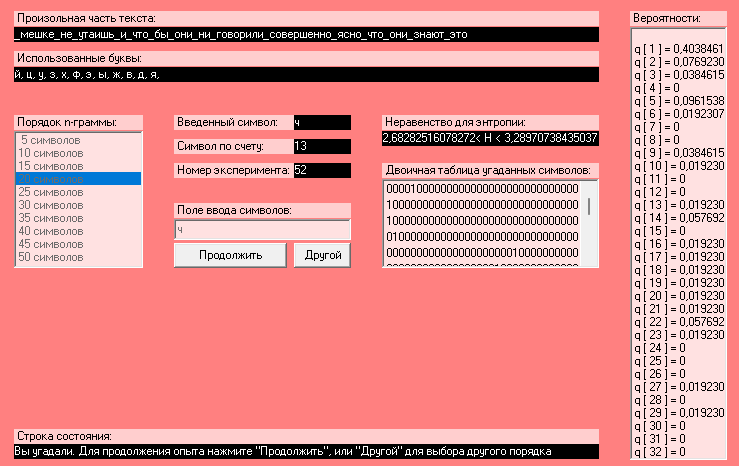 Произольная часть текста:
_мешке_не_утаишь_и_что_бы_они_ни_говорили_совершенно_ясно_что_они_знают_это
Использованные буквы:
й, ц, у, э, х, ф, э, ы, ж, в, д, я,
Порядок n-граммы:
5 символов
10 символов
15 символов
25 символов
30 символов
35 символов
40 символов
45 символов
50 символов
Введенный символ: ч
Символ по счету: 13
Номер эксперимента: 52
Поле ввода символов:
ч
Продолжить Другой
Неравенство для энтропии:
2,68282516078272< H < 3,28970738435037
Двоичная таблица угаданных символов:
00001000000000000000000000000000
10000000000000000000000000000000
10000000000000000000000000000000
01000000000000000000000000000000
00000000000000000000010000000000
Вероятности:
q [ 1 ] = 0,4038461
q [ 2 ] = 0,0769230
q [ 3 ] = 0,0384615
q [ 4 ] = 0
q [ 5 ] = 0,0961538
q [ 6 ] = 0,0192307
q [ 7 ] = 0
q [ 8 ] = 0
q [ 9 ] = 0,0384615
q [ 10 ] = 0,019230
q [ 11 ] = 0
q [ 12 ] = 0
q [ 13 ] = 0,019230
q [ 14 ] = 0,057692
q [ 15 ] = 0
q [ 16 ] = 0,019230
q [ 17 ] = 0,019230
q [ 18 ] = 0,019230
q [ 19 ] = 0,019230
q [ 20 ] = 0,019230
q [ 21 ] = 0,019230
q [ 22 ] = 0,057692
q [ 23 ] = 0,019230
q [ 24 ] = 0
q [ 25 ] = 0
q [ 26 ] = 0
q [ 27 ] = 0,019230
q [ 28 ] = 0
q [ 29 ] = 0,019230
q [ 30 ] = 0
q [ 31 ] = 0
q [ 32 ] = 0
Строка состояния:
Вы угадали. Для продолжения опыта нажмите "Продолжить", или "Другой" для выбора другого порядка